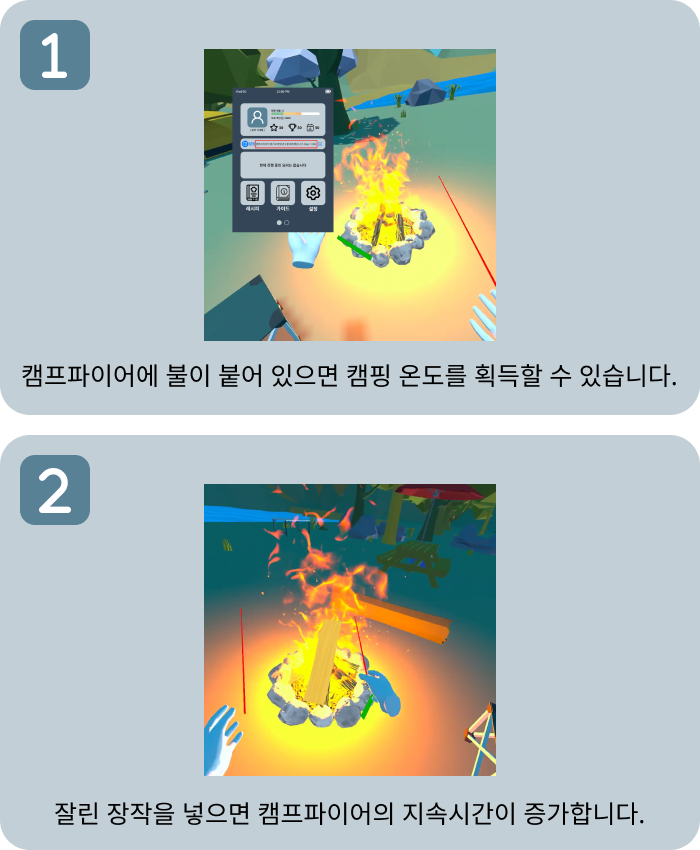 1
레시피
가이드
설정
캠프파이어에 불이 붙어 있으면 캠핑 온도를 획득할 수 있습니다.
2
잘린 장작을 넣으면 캠프파이어의 지속시간이 증가합니다.